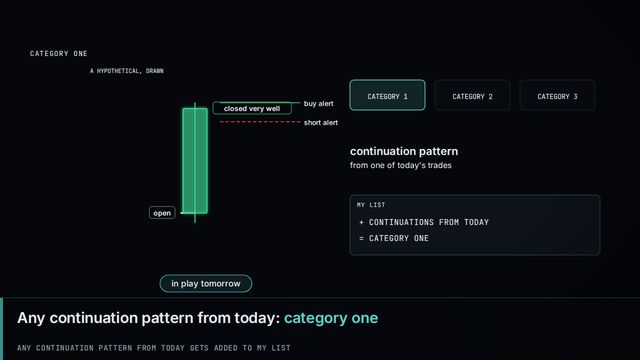 CATEGORY ONE
A HYPOTHETICAL, DRAWN
closed very well
buy alert
short alert
open
in play tomorrow
CATEGORY 1
CATEGORY 2
CATEGORY 3
continuation pattern
from one of today's trades
MY LIST
+ CONTINUATIONS FROM TODAY
= CATEGORY ONE
Any continuation pattern from today: category one
ANY CONTINUATION PATTERN FROM TODAY GETS ADDED TO MY LIST